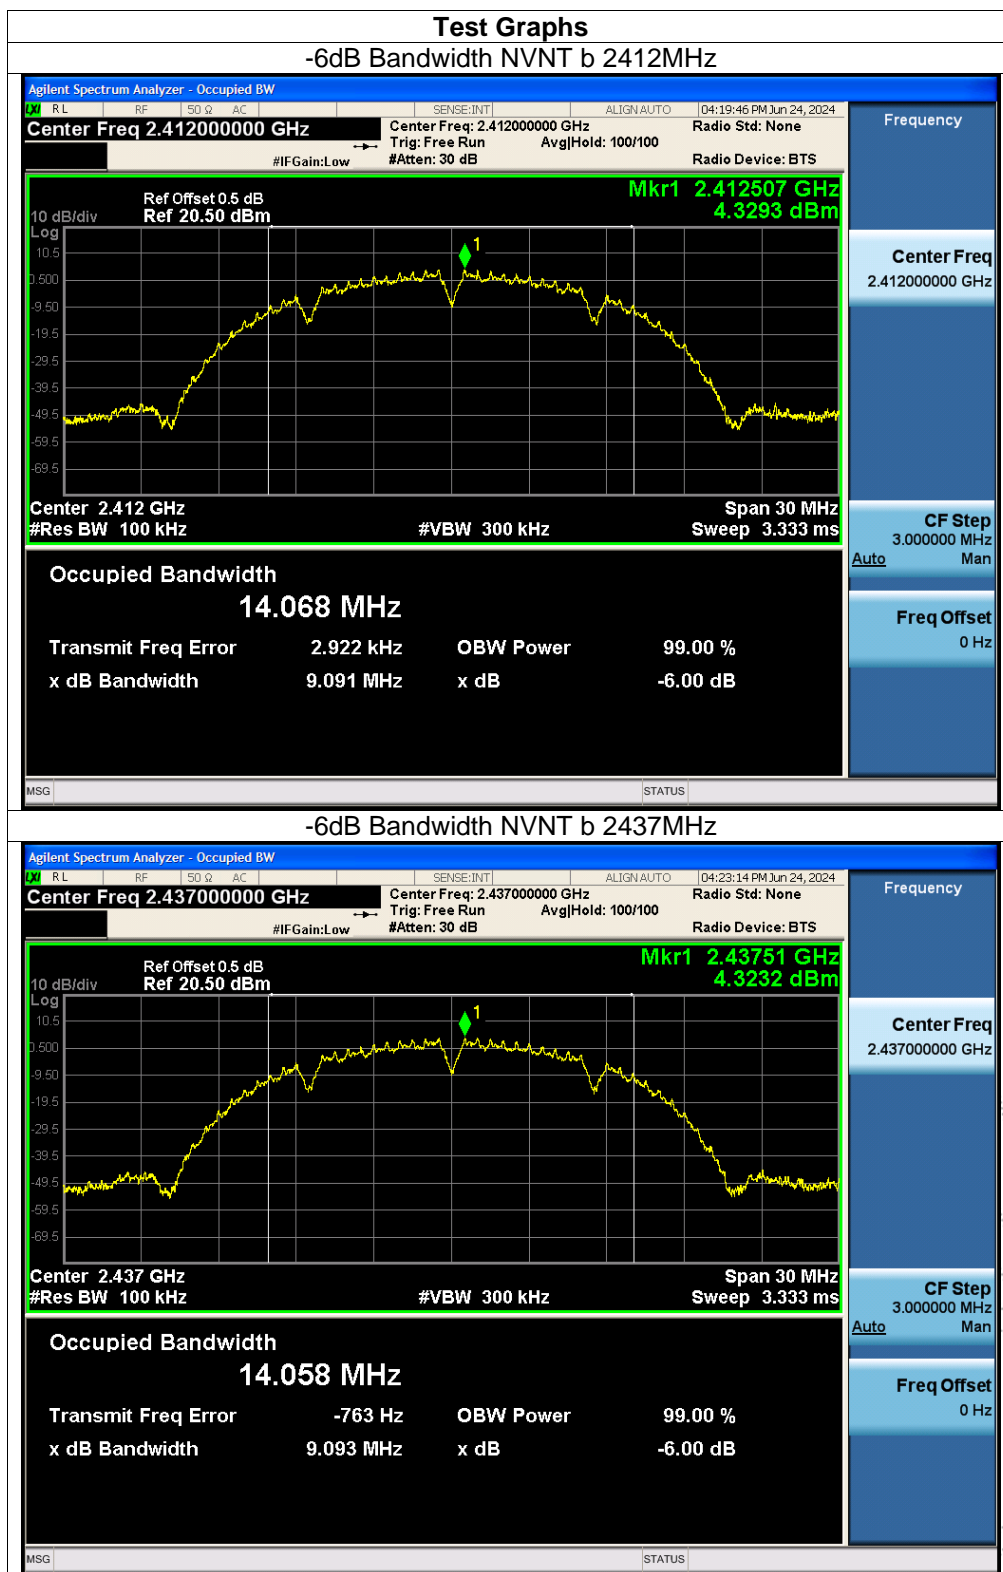 Test Graphs
-6dB Bandwidth NVNT b 2412MHz
Agilent Spectrum Analyzer - Occupied BW
LXI RL RF 50 Ω AC SENSE:INT ALIGN AUTO 04:19:46 PM Jun 24, 2024
Center Freq 2.412000000 GHz Center Freq: 2.412000000 GHz Radio Std: None
Trig: Free Run Avg|Hold: 100/100
#IFGain:Low #Atten: 30 dB Radio Device: BTS
Frequency
Mkr1 2.412507 GHz
4.3293 dBm
Ref Offset 0.5 dB
10 dB/div Ref 20.50 dBm
Log
10.5
0.500
-9.50
-19.5
-29.5
-39.5
-49.5
-59.5
-69.5
1
Center 2.412 GHz Span 30 MHz
#Res BW 100 kHz #VBW 300 kHz Sweep 3.333 ms
Center Freq
2.412000000 GHz
CF Step
3.000000 MHz
Auto Man
Freq Offset
0 Hz
Occupied Bandwidth
14.068 MHz
Transmit Freq Error 2.922 kHz OBW Power 99.00 %
x dB Bandwidth 9.091 MHz x dB -6.00 dB
MSG STATUS
-6dB Bandwidth NVNT b 2437MHz
Agilent Spectrum Analyzer - Occupied BW
LXI RL RF 50 Ω AC SENSE:INT ALIGN AUTO 04:23:14 PM Jun 24, 2024
Center Freq 2.437000000 GHz Center Freq: 2.437000000 GHz Radio Std: None
Trig: Free Run Avg|Hold: 100/100
#IFGain:Low #Atten: 30 dB Radio Device: BTS
Frequency
Mkr1 2.43751 GHz
4.3232 dBm
Ref Offset 0.5 dB
10 dB/div Ref 20.50 dBm
Log
10.5
0.500
-9.50
-19.5
-29.5
-39.5
-49.5
-59.5
-69.5
1
Center 2.437 GHz Span 30 MHz
#Res BW 100 kHz #VBW 300 kHz Sweep 3.333 ms
Center Freq
2.437000000 GHz
CF Step
3.000000 MHz
Auto Man
Freq Offset
0 Hz
Occupied Bandwidth
14.058 MHz
Transmit Freq Error -763 Hz OBW Power 99.00 %
x dB Bandwidth 9.093 MHz x dB -6.00 dB
MSG STATUS